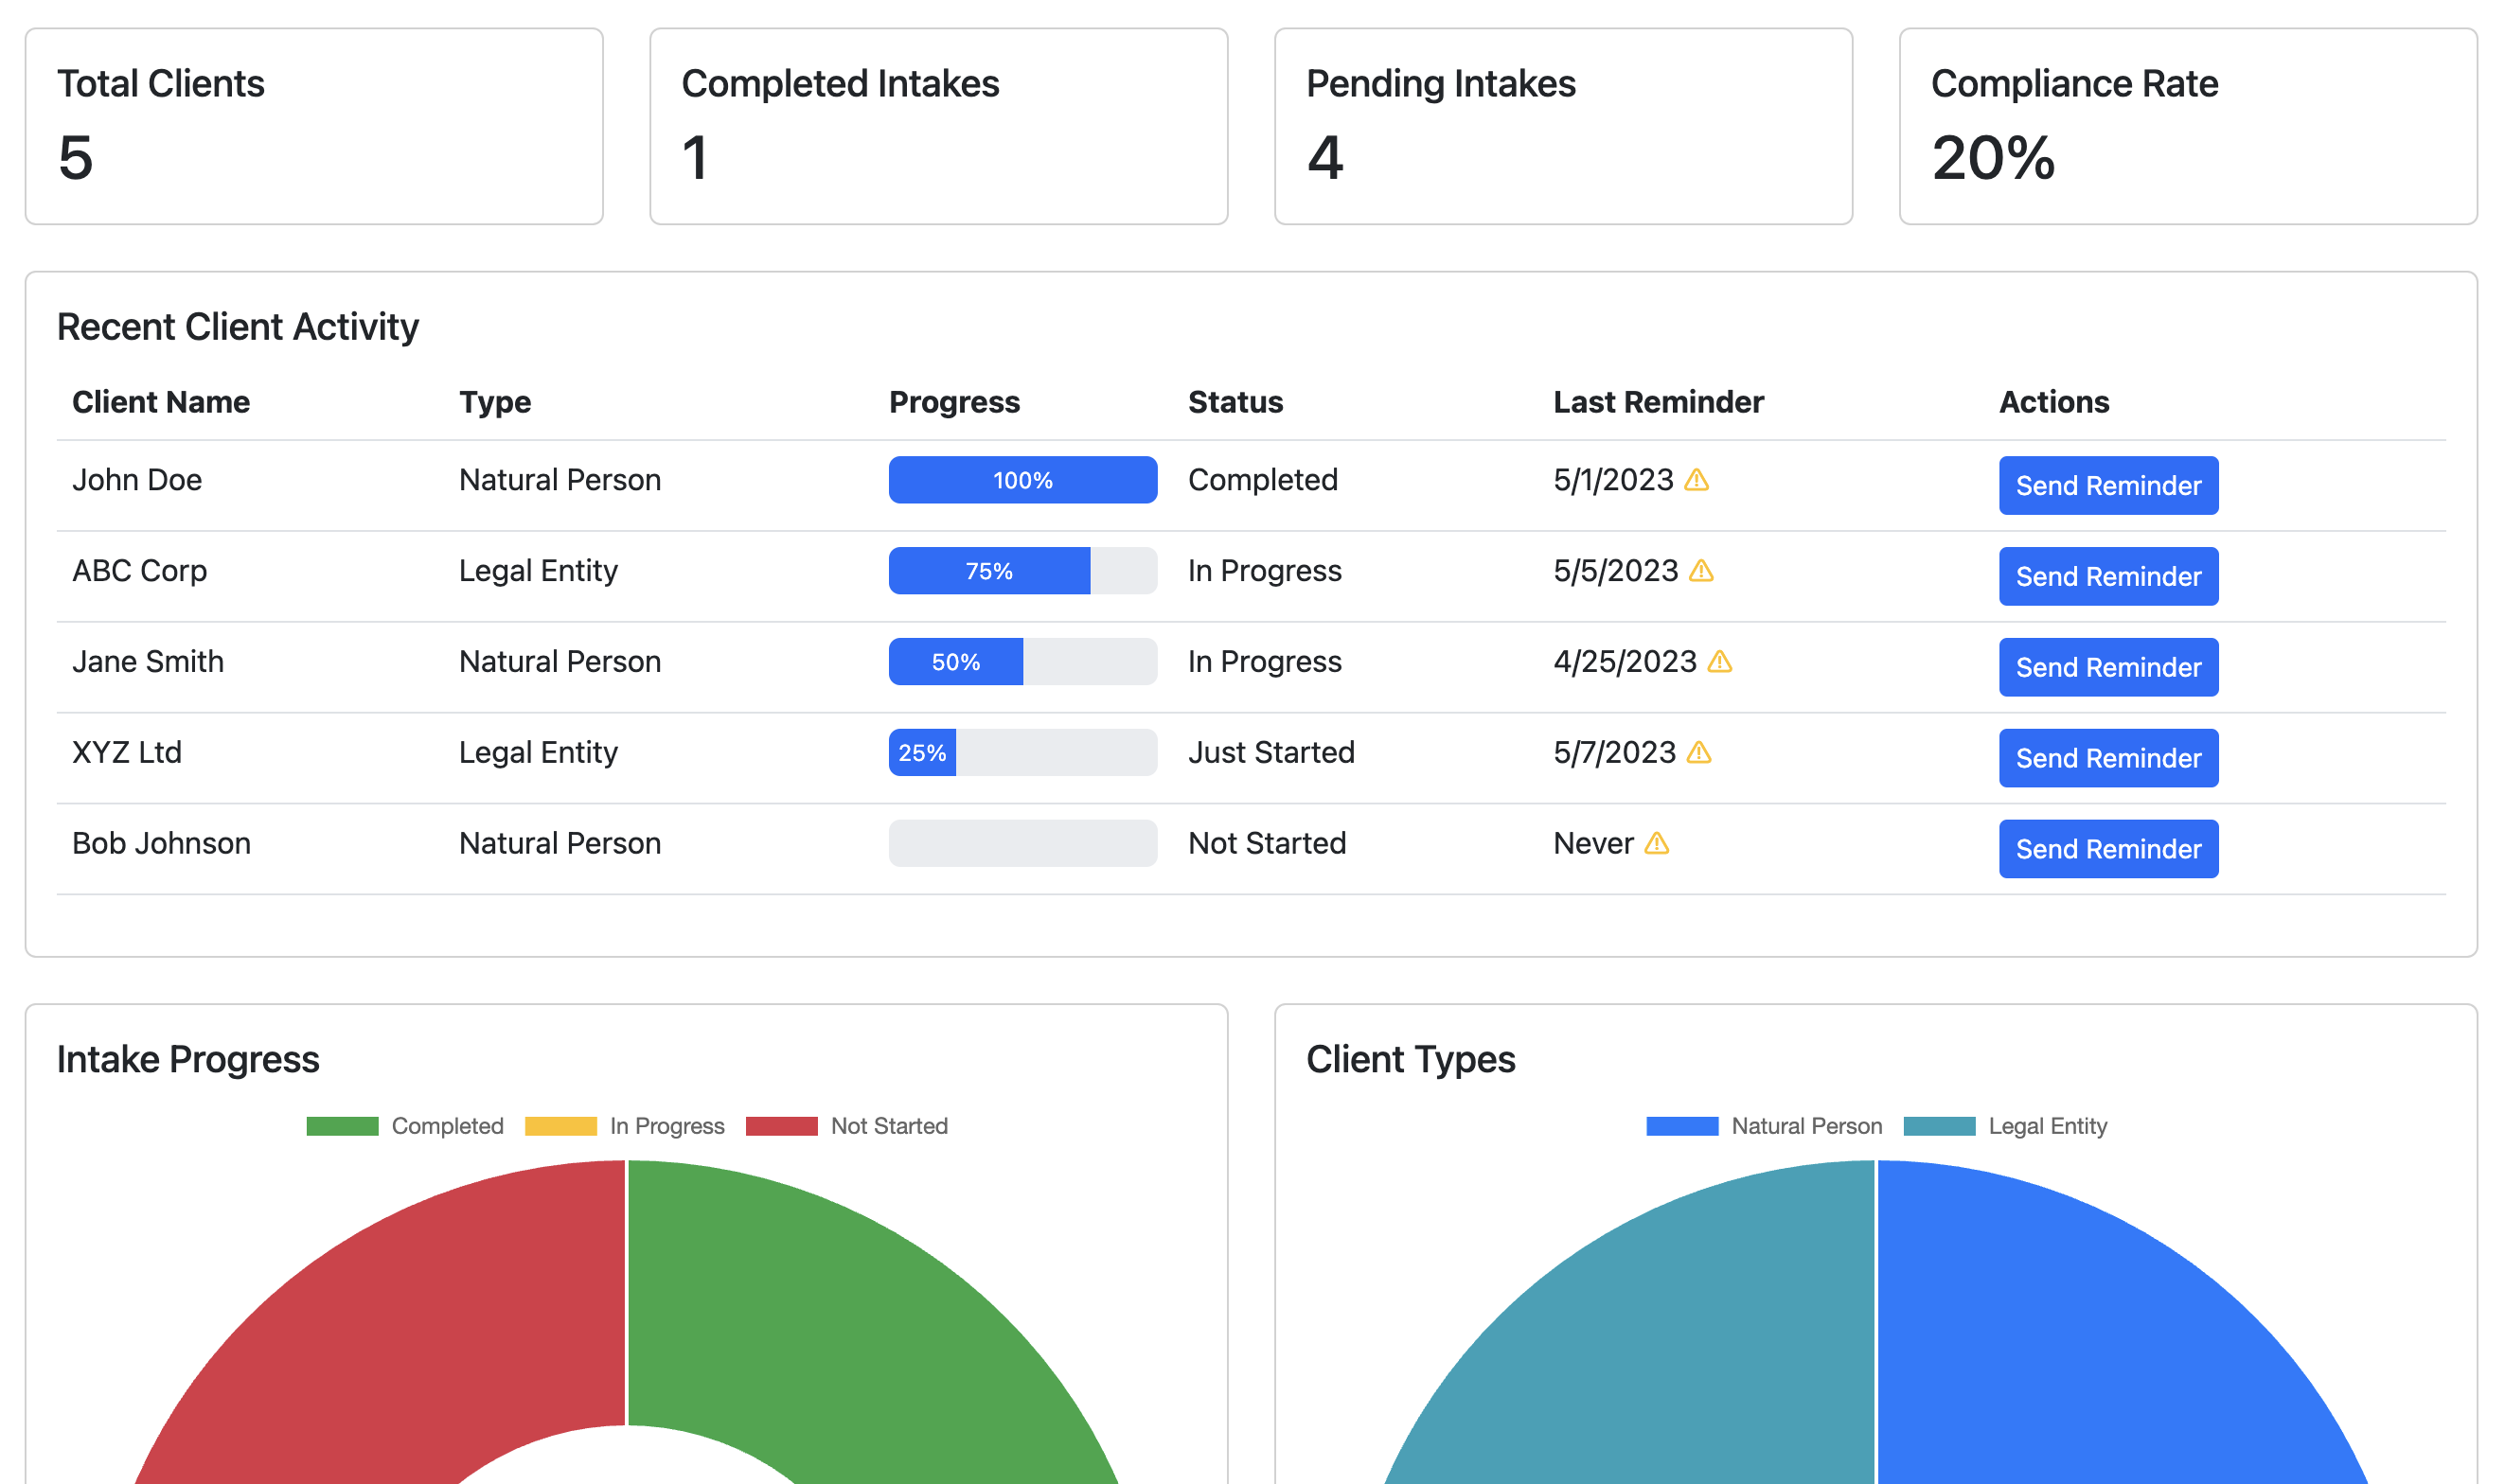 Total Clients
5
Completed Intakes
1
Pending Intakes
4
Compliance Rate
20%
Recent Client Activity
Client Name Type Progress Status Last Reminder Actions
John Doe Natural Person 100% Completed 5/1/2023 Send Reminder
ABC Corp Legal Entity 75% In Progress 5/5/2023 Send Reminder
Jane Smith Natural Person 50% In Progress 4/25/2023 Send Reminder
XYZ Ltd Legal Entity 25% Just Started 5/7/2023 Send Reminder
Bob Johnson Natural Person Not Started Never Send Reminder
Intake Progress
Completed In Progress Not Started
Client Types
Natural Person Legal Entity